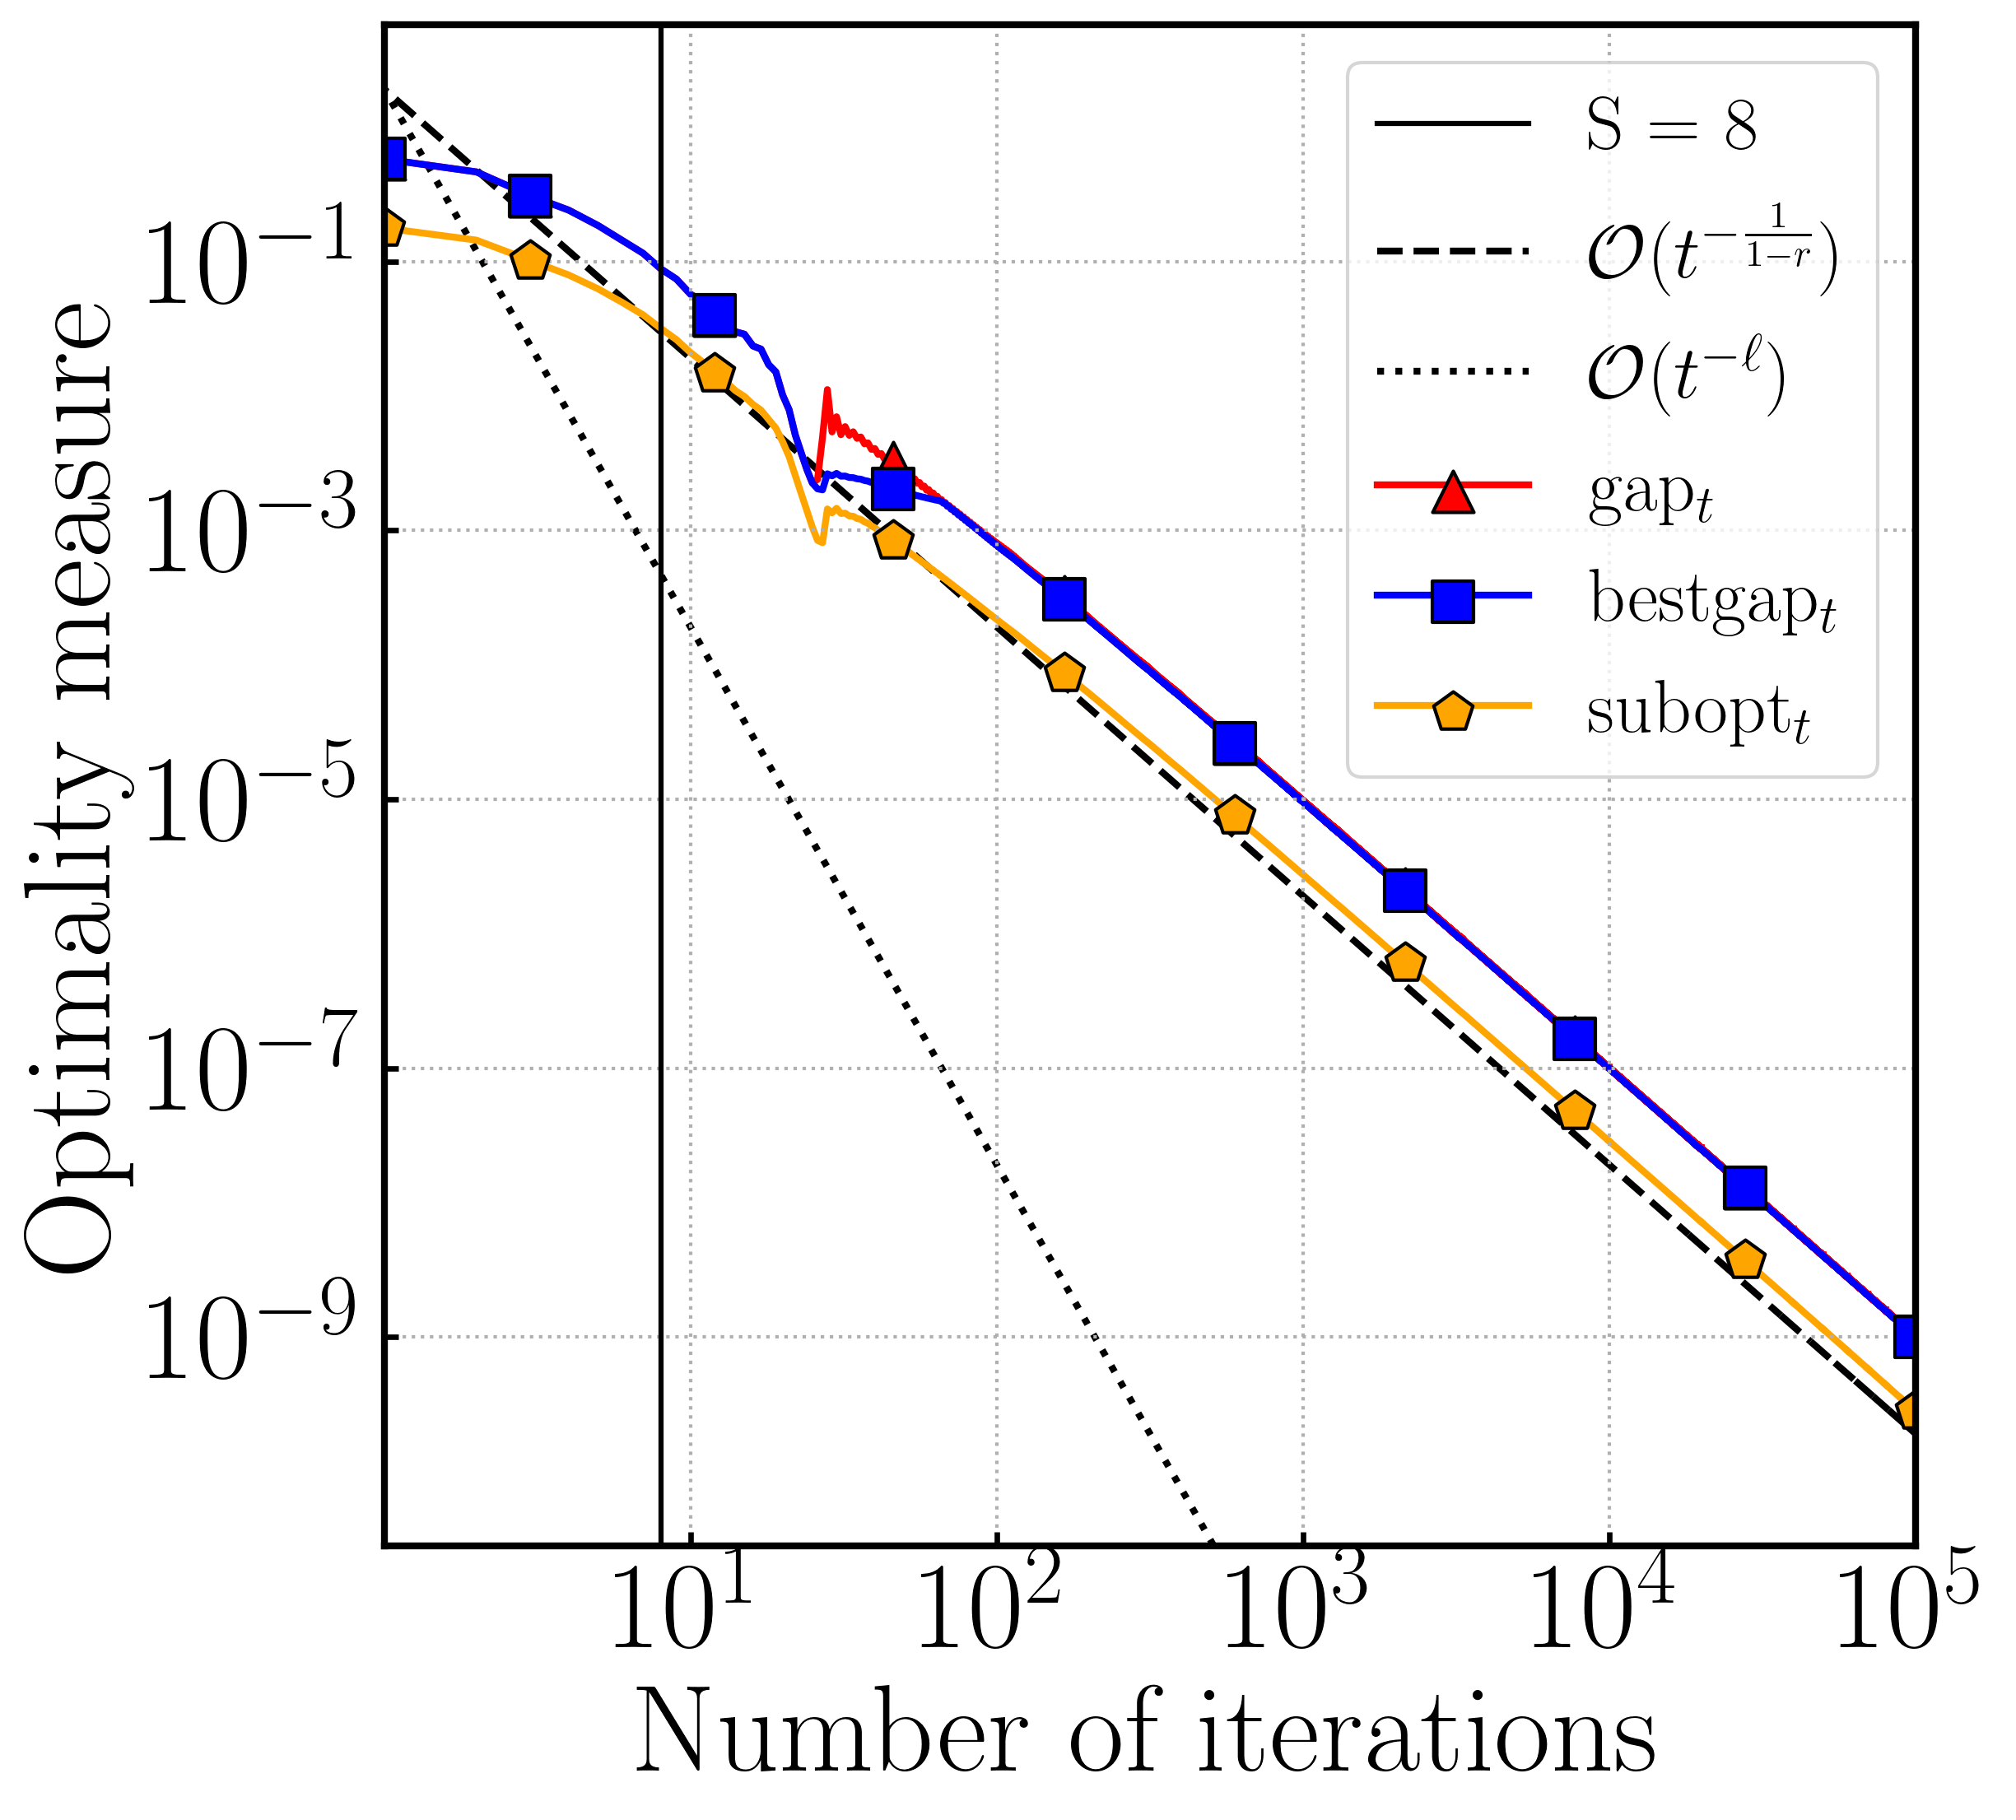 Optimality measure
10^{-1}
10^{-3}
10^{-5}
10^{-7}
10^{-9}
S = 8
𝒪(t^{-\frac{1}{1-r}})
𝒪(t^{-ℓ})
gap_t
bestgap_t
subopt_t
10^1 10^2 10^3 10^4 10^5
Number of iterations